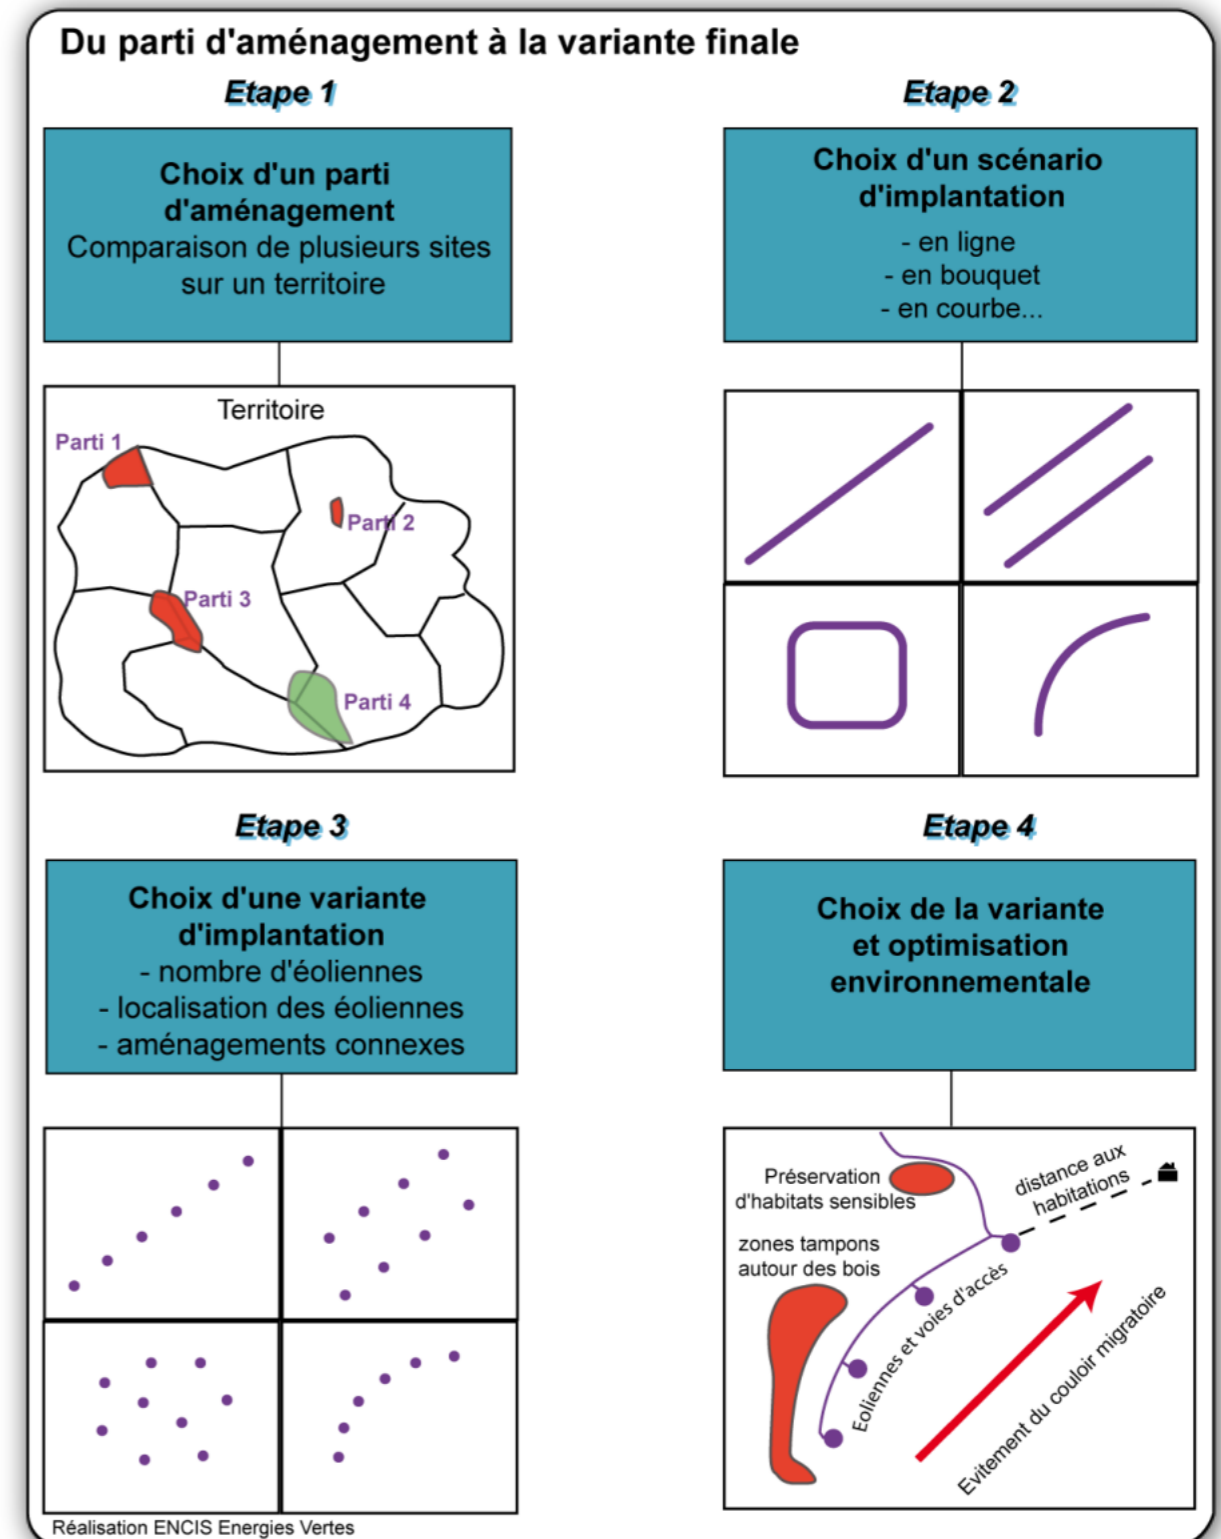 Du parti d'aménagement à la variante finale
Etape 1
Choix d'un parti
d'aménagement
Comparaison de plusieurs sites
sur un territoire
Territoire
Parti 1
Parti 2
Parti 3
Parti 4
Etape 2
Choix d'un scénario
d'implantation
- en ligne
- en bouquet
- en courbe...
Etape 3
Choix d'une variante
d'implantation
- nombre d'éoliennes
- localisation des éoliennes
- aménagements connexes
Etape 4
Choix de la variante
et optimisation
environnementale
Préservation
d'habitats sensibles
distance aux
habitations
zones tampons
autour des bois
Eoliennes et voies d'accès
Evitement du couloir migratoire
Réalisation ENCIS Energies Vertes